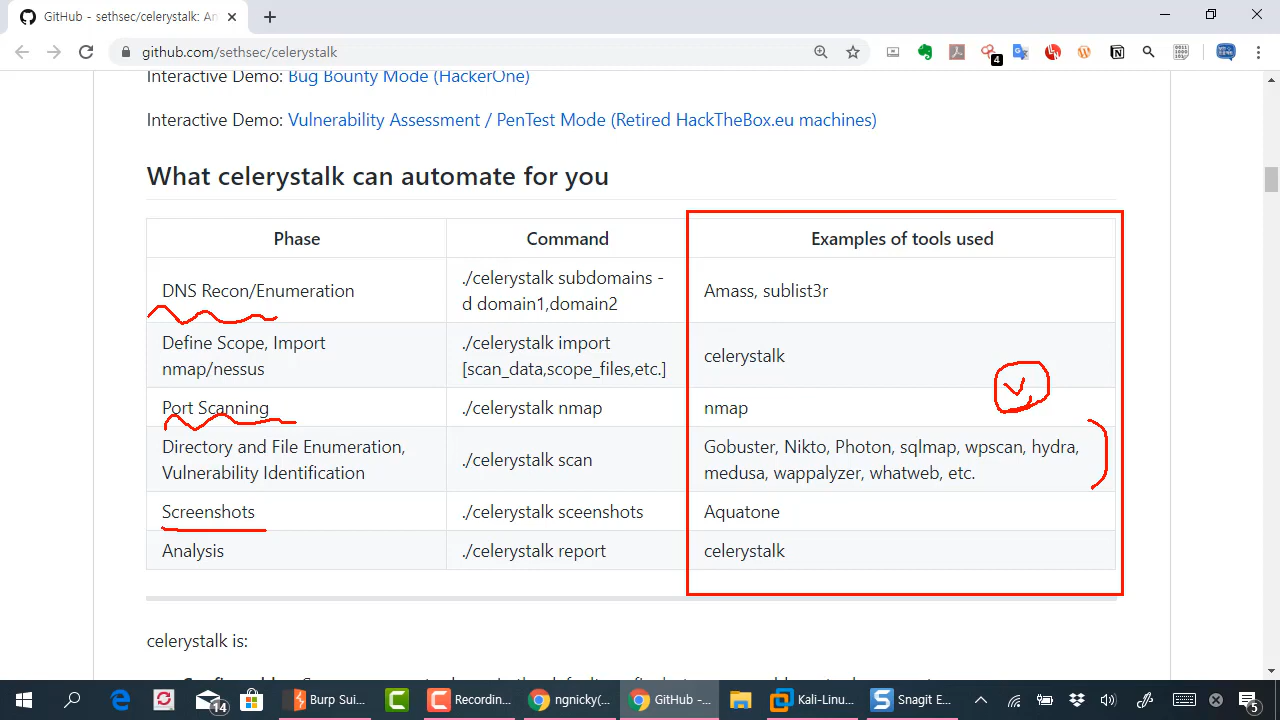 GitHub - sethsec/celerystalk: An
github.com/sethsec/celerystalk
4
Interactive Demo: Bug Bounty Mode (HackerOne)
Interactive Demo: Vulnerability Assessment / PenTest Mode (Retired HackTheBox.eu machines)
What celerystalk can automate for you
Phase
Command
Examples of tools used
DNS Recon/Enumeration
./celerystalk subdomains -
d domain1,domain2
Amass, sublist3r
Define Scope, Import
nmap/nessus
./celerystalk import
[scan_data,scope_files,etc.]
celerystalk
Port Scanning
./celerystalk nmap
nmap
Directory and File Enumeration,
Vulnerability Identification
./celerystalk scan
Gobuster, Nikto, Photon, sqlmap, wpscan, hydra,
medusa, wappalyzer, whatweb, etc.
Screenshots
./celerystalk sceenshots
Aquatone
Analysis
./celerystalk report
celerystalk
celerystalk is:
14
Burp Sui...
Recordin...
ngnicky(...
GitHub -...
Kali-Linu...
Snagit E...
5